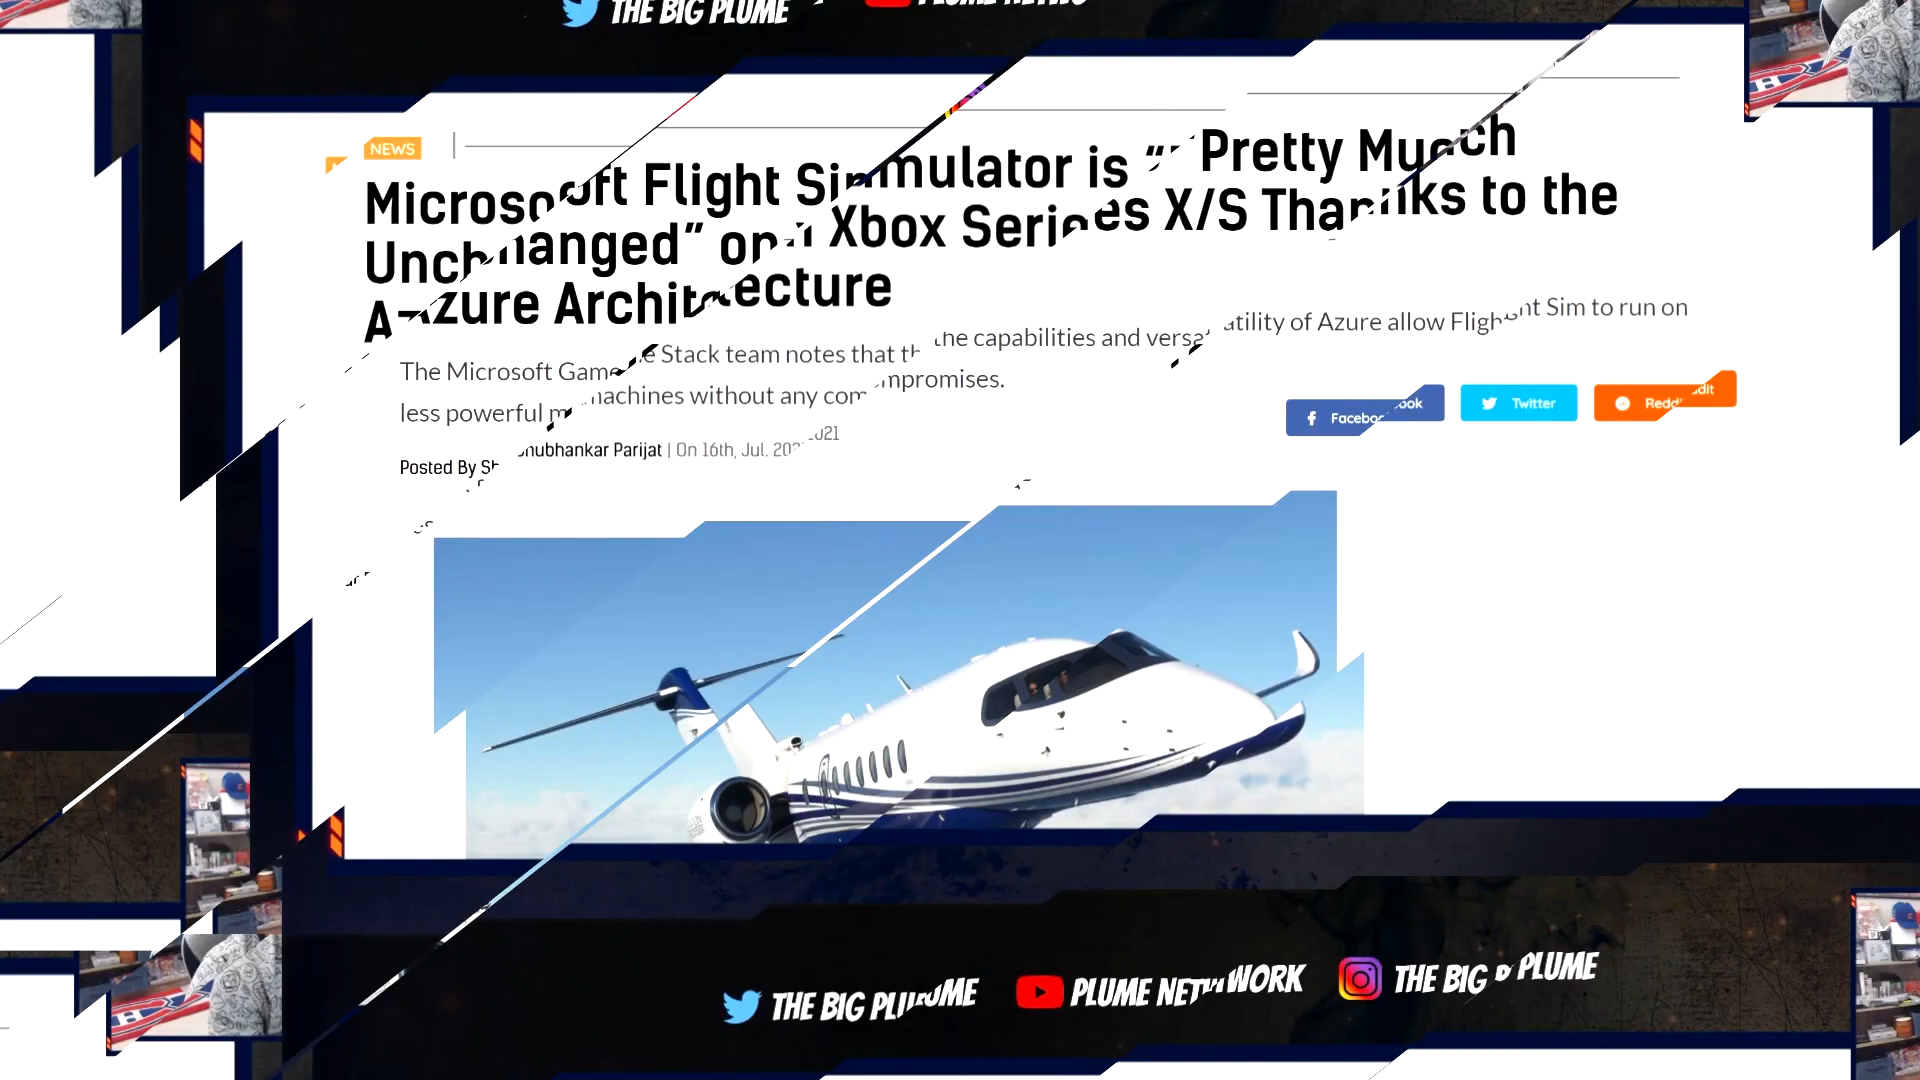 THE BIG PLUME
NEWS
Microsoft Flight Simmulator is “ Pretty Much
Unchanged” on Xbox Series X/S Thanks to the
Azure Architecture
The Microsoft Game Stack team notes that the capabilities and versatility of Azure allow Flight Sim to run on
less powerful machines without any compromises.
Facebook Twitter Reddit
Posted By Shubhankar Parijat | On 16th, Jul. 2021
THE BIG PLUME PLUME NETWORK THE BIG PLUME